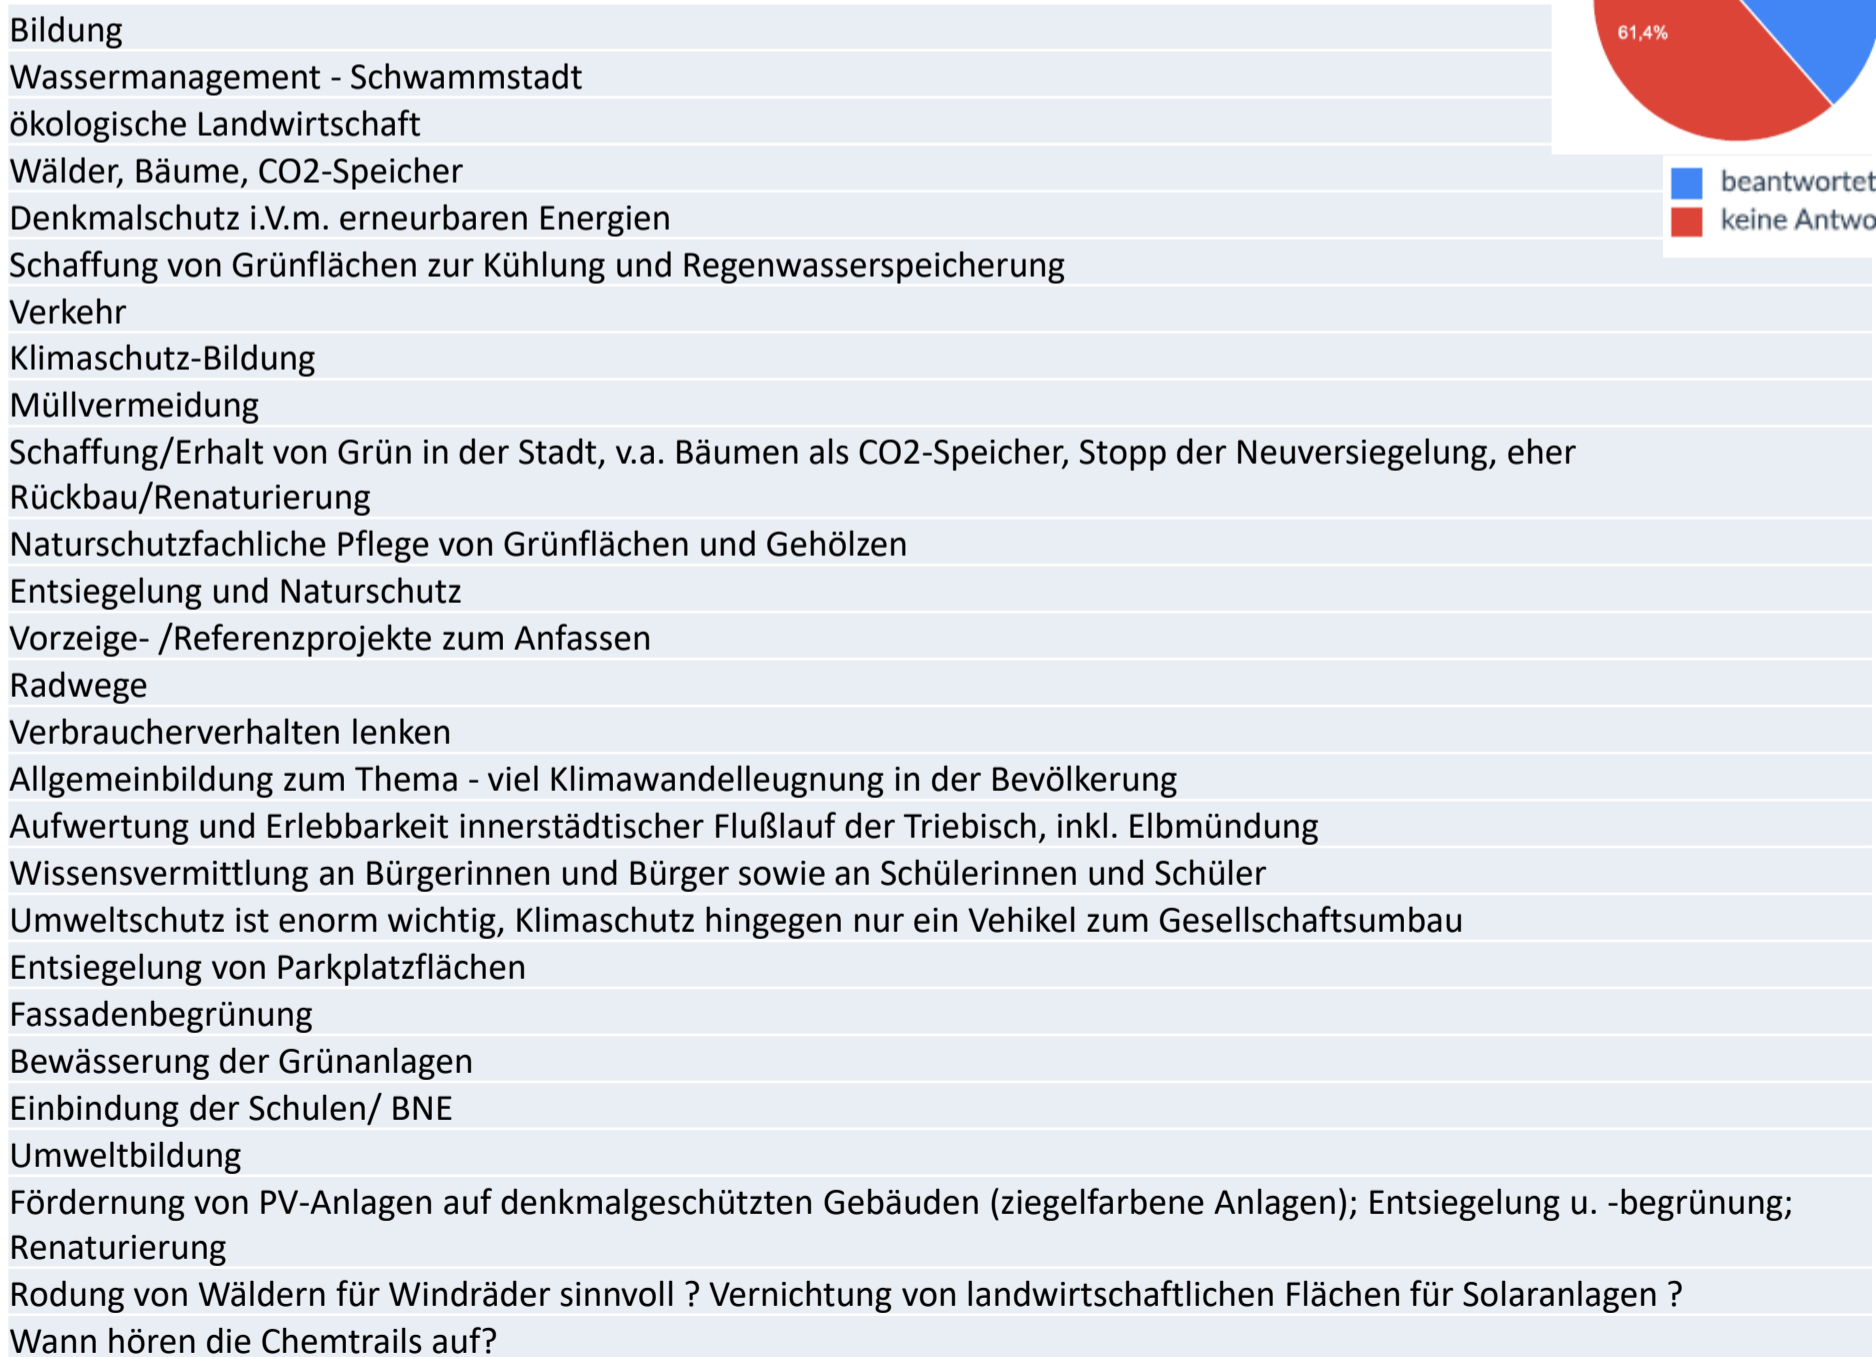 Bildung
Wassermanagement - Schwammstadt
ökologische Landwirtschaft
Wälder, Bäume, CO2-Speicher
Denkmalschutz i.V.m. erneurbaren Energien
Schaffung von Grünflächen zur Kühlung und Regenwasserspeicherung
Verkehr
Klimaschutz-Bildung
Müllvermeidung
Schaffung/Erhalt von Grün in der Stadt, v.a. Bäumen als CO2-Speicher, Stopp der Neuversiegelung, eher
Rückbau/Renaturierung
Naturschutzfachliche Pflege von Grünflächen und Gehölzen
Entsiegelung und Naturschutz
Vorzeige- /Referenzprojekte zum Anfassen
Radwege
Verbraucherverhalten lenken
Allgemeinbildung zum Thema - viel Klimawandelleugnung in der Bevölkerung
Aufwertung und Erlebbarkeit innerstädtischer Flußlauf der Triebisch, inkl. Elbmündung
Wissensvermittlung an Bürgerinnen und Bürger sowie an Schülerinnen und Schüler
Umweltschutz ist enorm wichtig, Klimaschutz hingegen nur ein Vehikel zum Gesellschaftsumbau
Entsiegelung von Parkplatzflächen
Fassadenbegrünung
Bewässerung der Grünanlagen
Einbindung der Schulen/ BNE
Umweltbildung
Fördernung von PV-Anlagen auf denkmalgeschützten Gebäuden (ziegelfarbene Anlagen); Entsiegelung u. -begrünung;
Renaturierung
Rodung von Wäldern für Windräder sinnvoll ? Vernichtung von landwirtschaftlichen Flächen für Solaranlagen ?
Wann hören die Chemtrails auf?
61,4%
beantwortet
keine Antwo